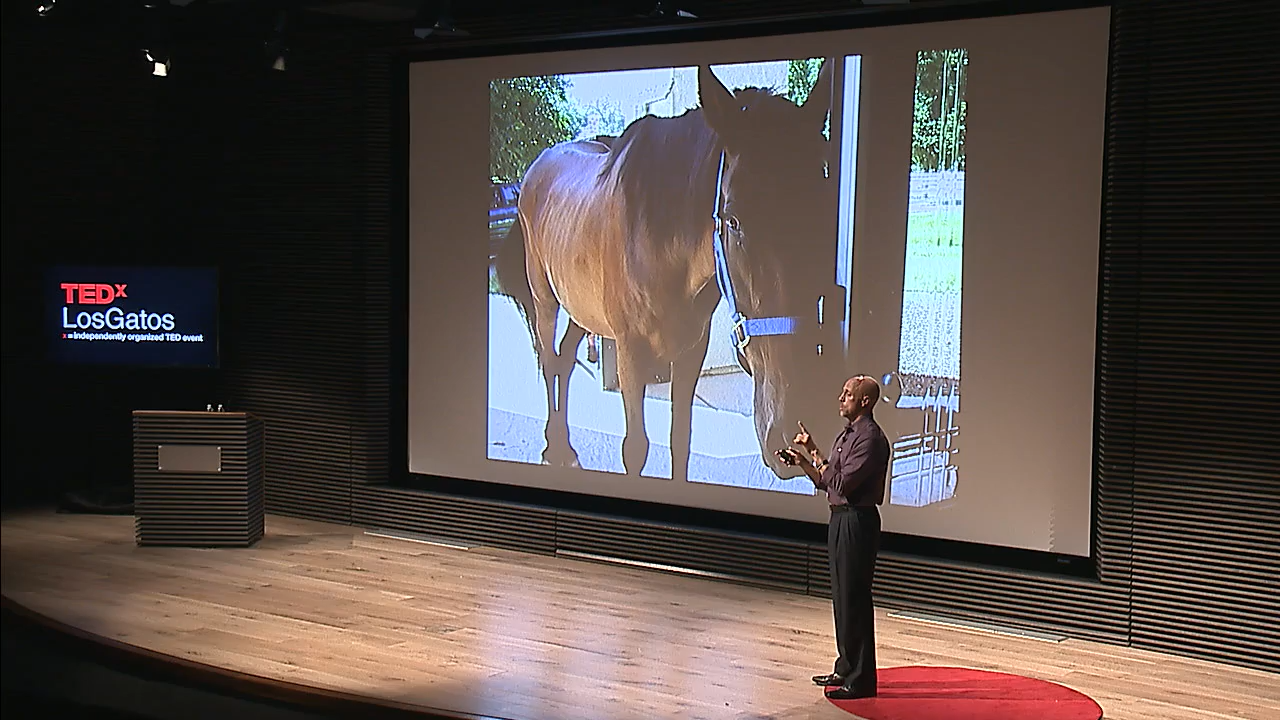 TEDx
LosGatos
x = independently organized TED event